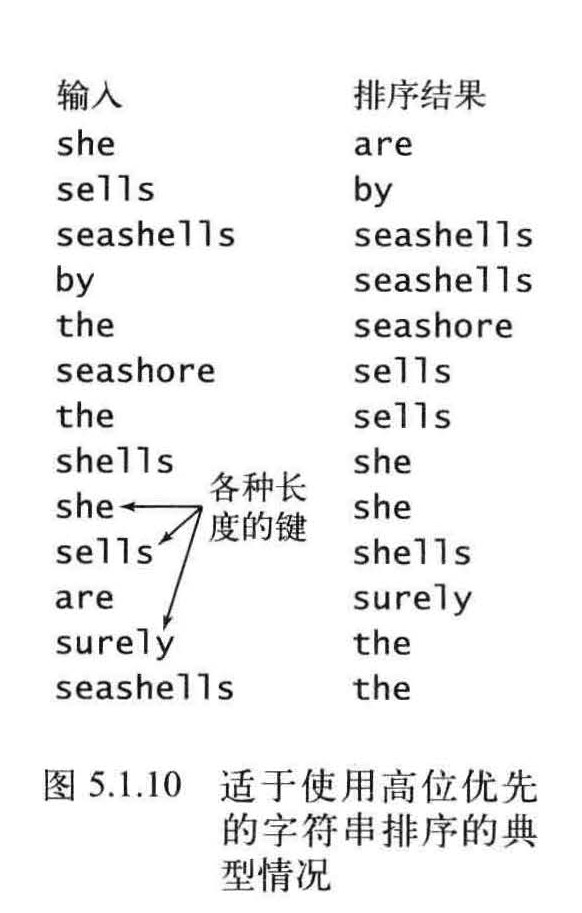 输入 排序结果
she are
sells by
seashells seashells
by seashells
the seashore
seashore sells
the sells
shells she
各种长
she she
度的键
sells shells
are surely
surely the
seashells the
图 5.1.10 适于使用高位优先
的字符串排序的典
型情况